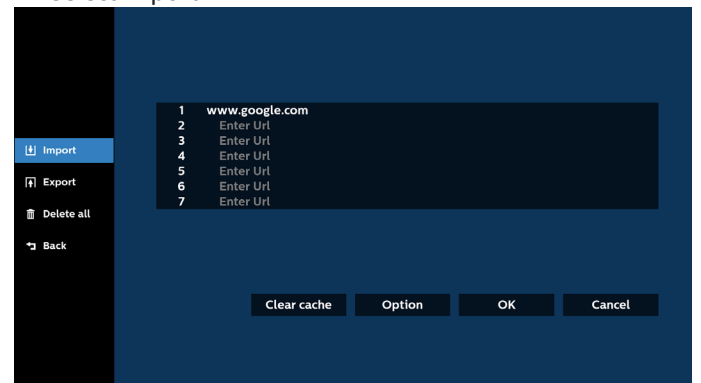 Import
Export
Delete all
Back
1 www.google.com
2 Enter Url
3 Enter Url
4 Enter Url
5 Enter Url
6 Enter Url
7 Enter Url
Clear cache Option OK Cancel